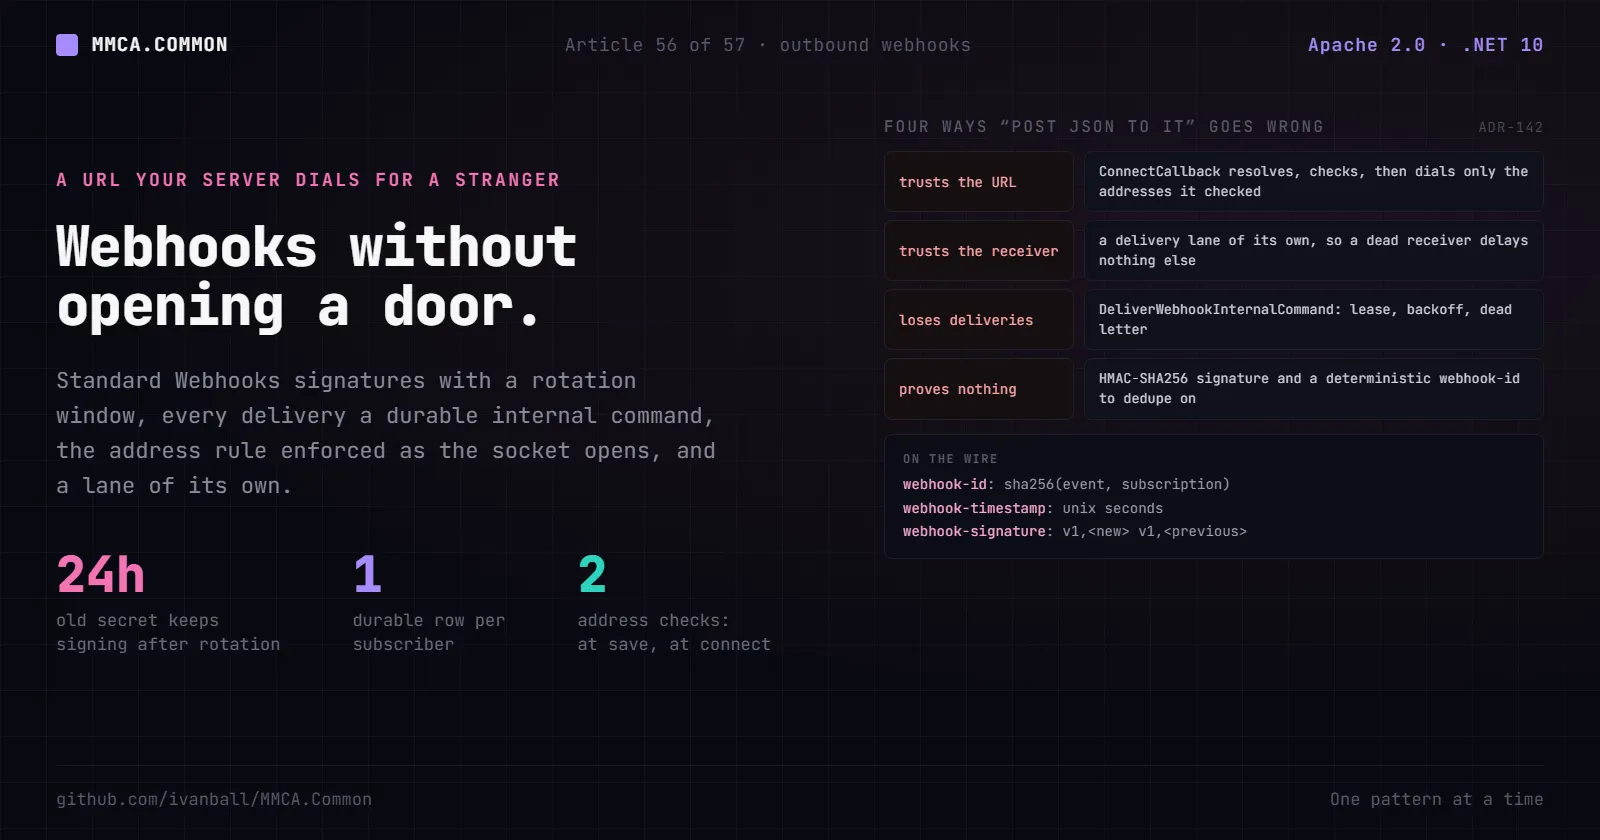 MMCA.COMMON
Article 56 of 57 · outbound webhooks
Apache 2.0 · .NET 10
A URL YOUR SERVER DIALS FOR A STRANGER
Webhooks without
opening a door.
Standard Webhooks signatures with a rotation
window, every delivery a durable internal command,
the address rule enforced as the socket opens, and
a lane of its own.
24h
old secret keeps
signing after rotation
1
durable row per
subscriber
2
address checks:
at save, at connect
FOUR WAYS “POST JSON TO IT” GOES WRONG
ADR-142
trusts the URL
ConnectCallback resolves, checks, then dials only the
addresses it checked
trusts the receiver
a delivery lane of its own, so a dead receiver delays
nothing else
loses deliveries
DeliverWebhookInternalCommand: lease, backoff, dead
letter
proves nothing
HMAC-SHA256 signature and a deterministic webhook-id
to dedupe on
ON THE WIRE
webhook-id: sha256(event, subscription)
webhook-timestamp: unix seconds
webhook-signature: v1,<new> v1,<previous>
github.com/ivanball/MMCA.Common
One pattern at a time